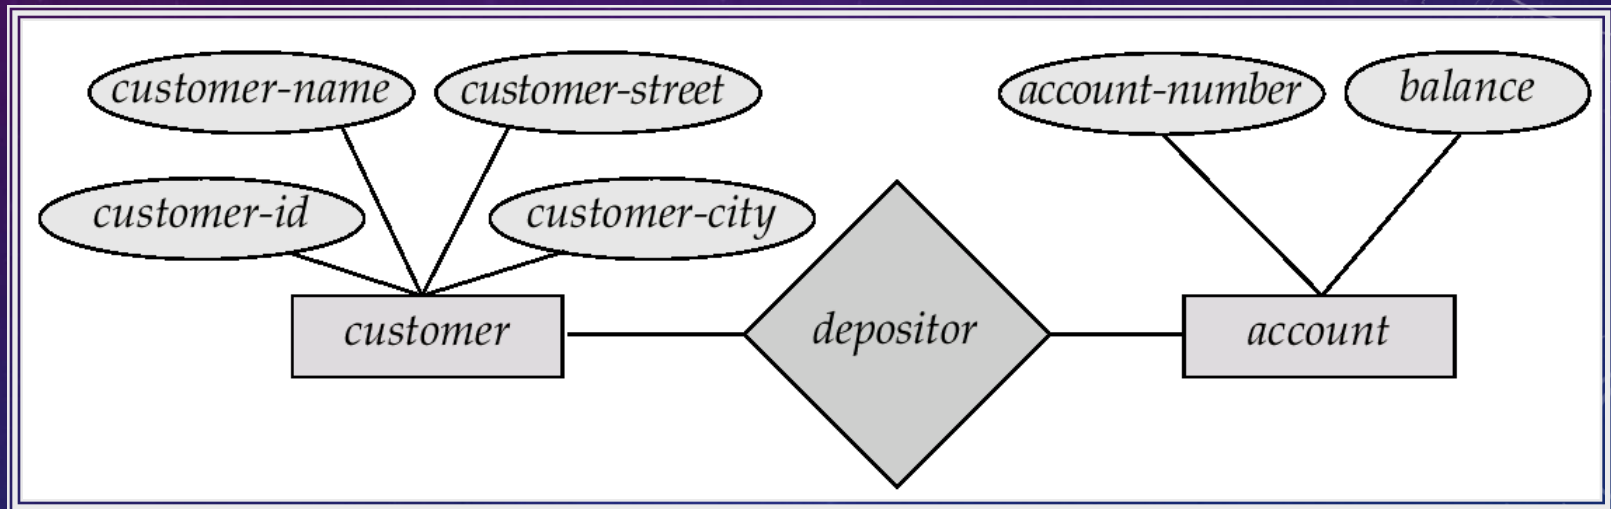 customer-name
customer-street
account-number
balance
customer-id
customer-city
customer
depositor
account